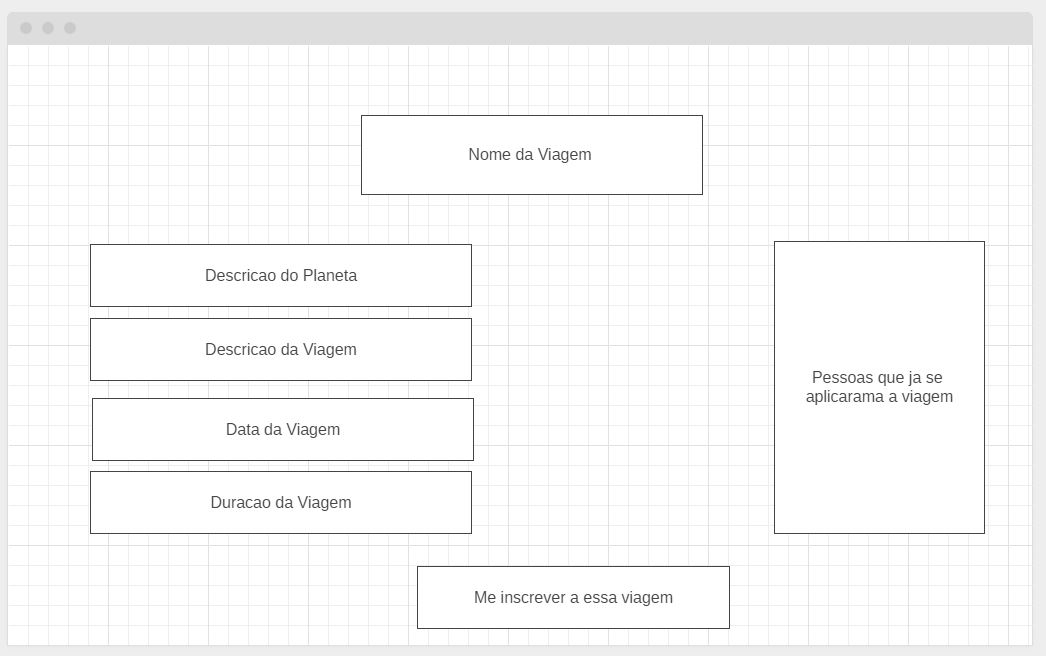 Nome da Viagem
Descricao do Planeta
Descricao da Viagem
Data da Viagem
Duracao da Viagem
Pessoas que ja se
aplicarama a viagem
Me inscrever a essa viagem